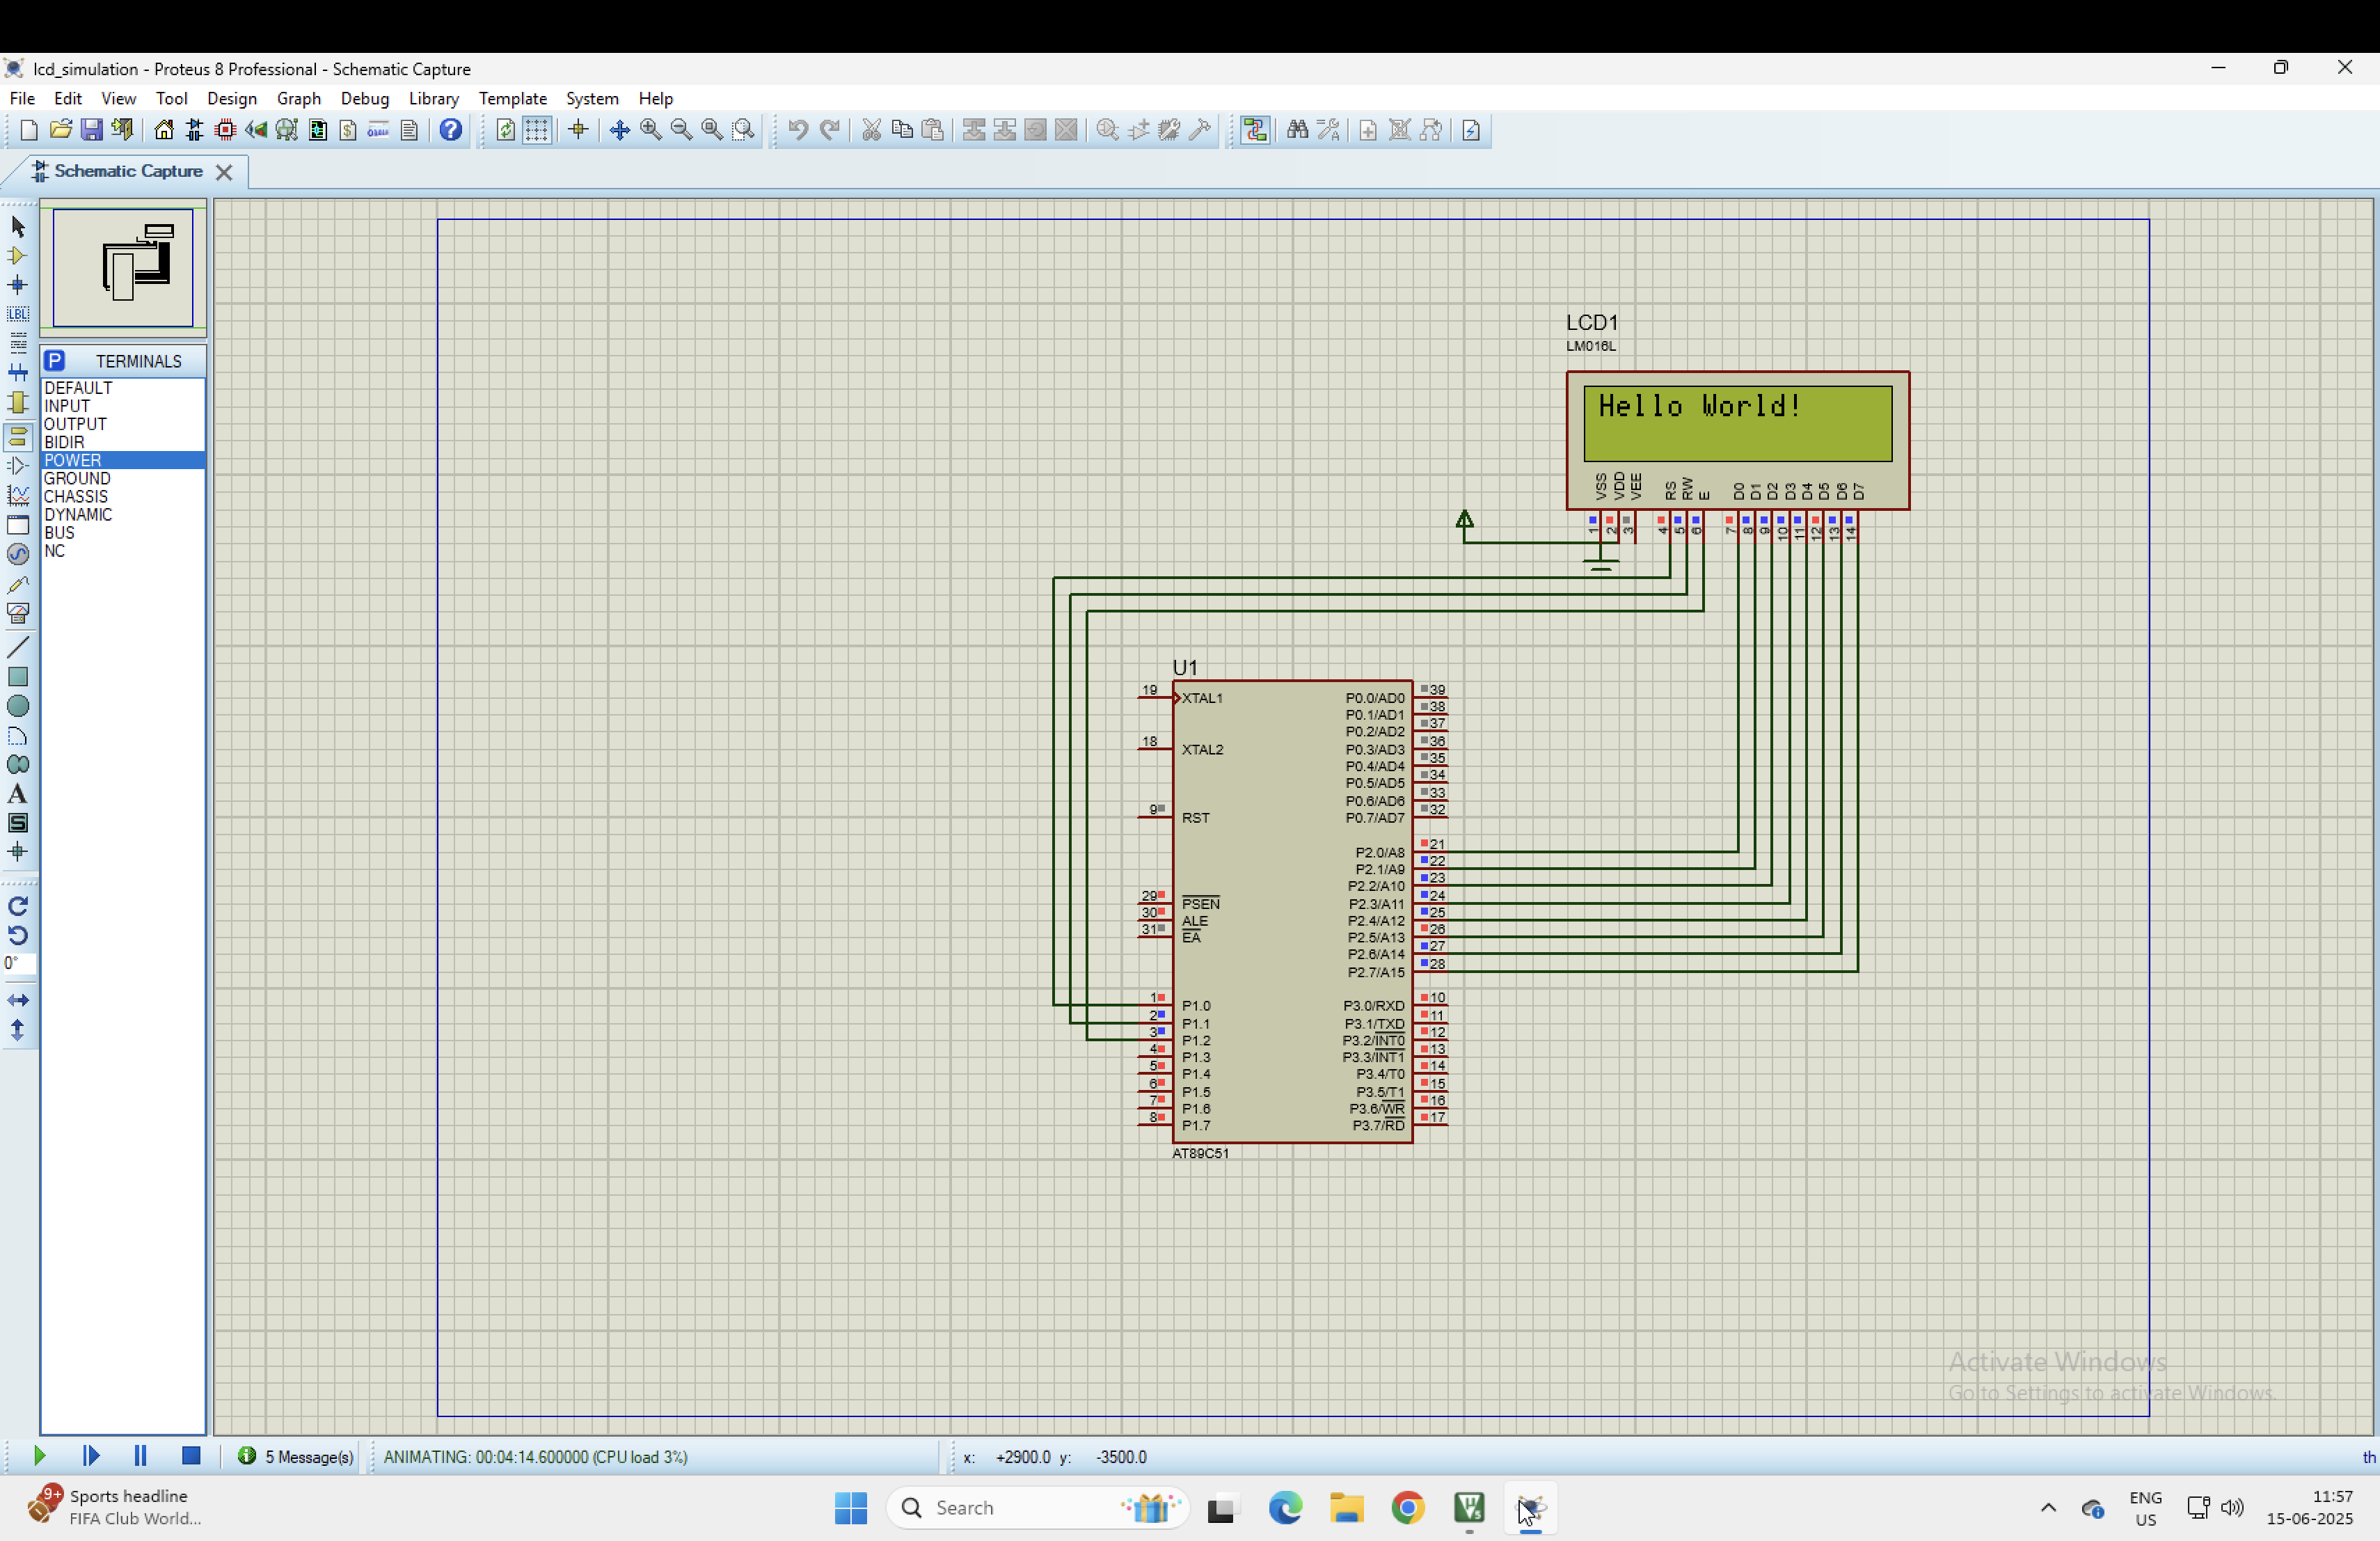 lcd_simulation - Proteus 8 Professional - Schematic Capture
File Edit View Tool Design Graph Debug Library Template System Help
Schematic Capture
P TERMINALS
DEFAULT
INPUT
OUTPUT
BIDIR
POWER
GROUND
CHASSIS
DYNAMIC
BUS
NC
LBL
A
S
0°
LCD1
LM016L
Hello World!
VSS VDD VEE RS RW E D0 D1 D2 D3 D4 D5 D6 D7
1 2 3 4 5 6 7 8 9 10 11 12 13 14
U1
19 XTAL1 P0.0/AD0 39
P0.1/AD1 38
P0.2/AD2 37
18 XTAL2 P0.3/AD3 36
P0.4/AD4 35
P0.5/AD5 34
P0.6/AD6 33
9 RST P0.7/AD7 32
P2.0/A8 21
P2.1/A9 22
P2.2/A10 23
29 PSEN P2.3/A11 24
30 ALE P2.4/A12 25
31 EA P2.5/A13 26
P2.6/A14 27
P2.7/A15 28
1 P1.0 P3.0/RXD 10
2 P1.1 P3.1/TXD 11
3 P1.2 P3.2/INT0 12
4 P1.3 P3.3/INT1 13
5 P1.4 P3.4/T0 14
6 P1.5 P3.5/T1 15
7 P1.6 P3.6/WR 16
8 P1.7 P3.7/RD 17
AT89C51
Activate Windows
Go to Settings to activate Windows.
5 Message(s) ANIMATING: 00:04:14.600000 (CPU load 3%) x: +2900.0 y: -3500.0 th
9+ Sports headline
FIFA Club World...
Search
ENG
US
11:57
15-06-2025